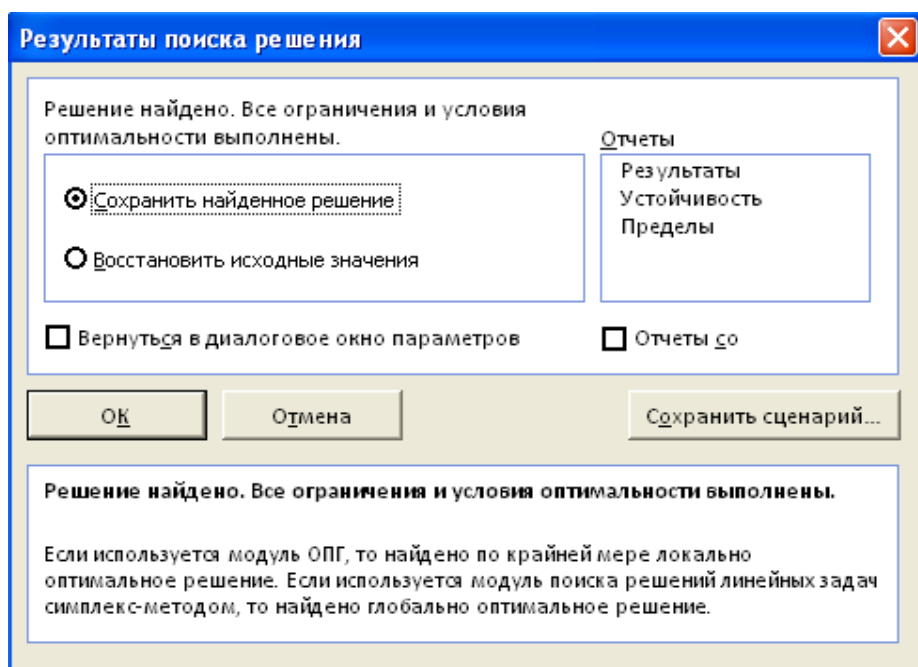 Результаты поиска решения
Решение найдено. Все ограничения и условия
оптимальности выполнены.
Отчеты
Результаты
Устойчивость
Пределы
Сохранить найденное решение
Восстановить исходные значения
Вернуться в диалоговое окно параметров
Отчеты со
ОК
Отмена
Сохранить сценарий...
Решение найдено. Все ограничения и условия оптимальности выполнены.
Если используется модуль ОПГ, то найдено по крайней мере локально
оптимальное решение. Если используется модуль поиска решений линейных задач
симплекс-методом, то найдено глобально оптимальное решение.